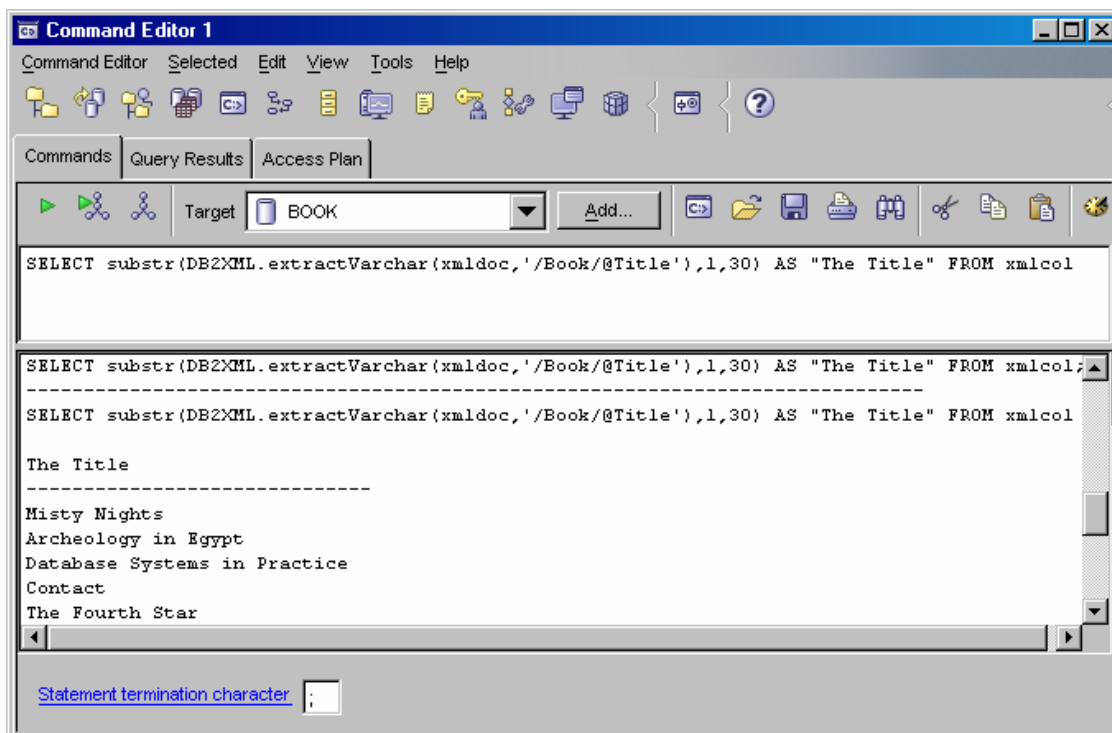 Command Editor 1
Command Editor Selected Edit View Tools Help
Commands Query Results Access Plan
Target BOOK Add...
SELECT substr(DB2XML.extractVarchar(xmldoc,'/Book/@Title'),1,30) AS "The Title" FROM xmlcol
SELECT substr(DB2XML.extractVarchar(xmldoc,'/Book/@Title'),1,30) AS "The Title" FROM xmlcol;
------------------------------------------------------------------------------
SELECT substr(DB2XML.extractVarchar(xmldoc,'/Book/@Title'),1,30) AS "The Title" FROM xmlcol
The Title
------------------------------
Misty Nights
Archeology in Egypt
Database Systems in Practice
Contact
The Fourth Star
Statement termination character ;